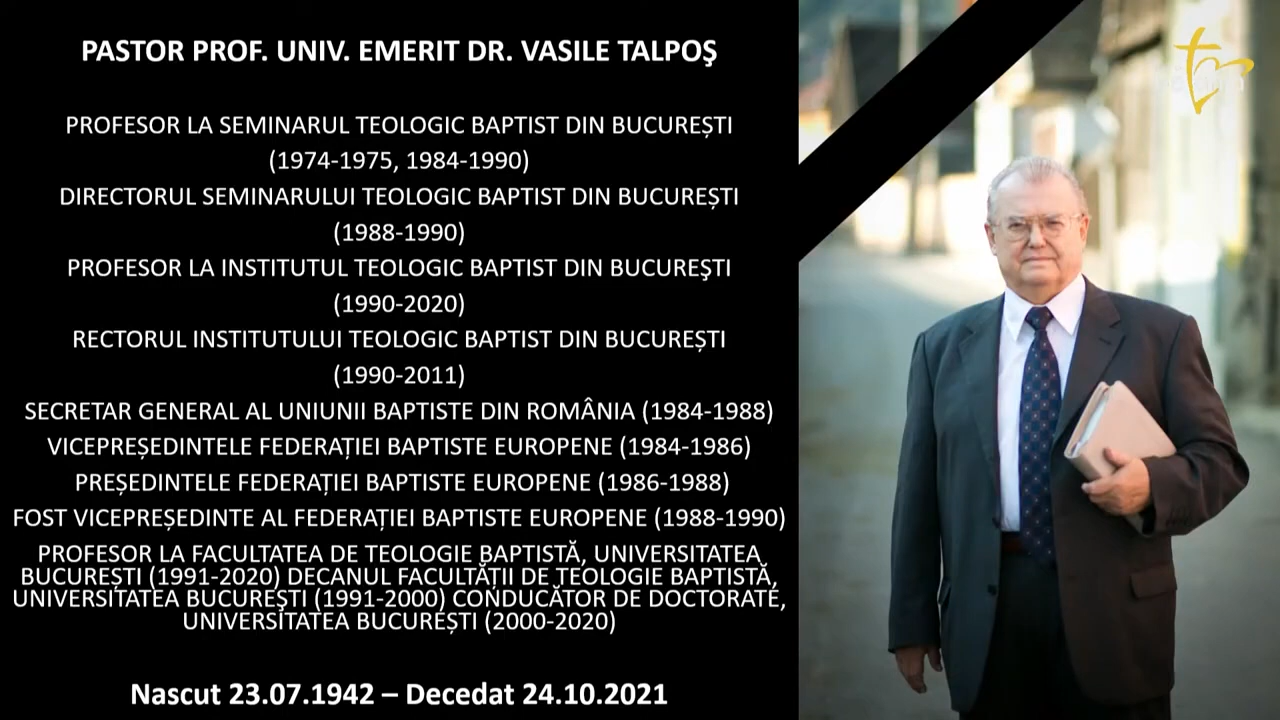 PASTOR PROF. UNIV. EMERIT DR. VASILE TALPOŞ
PROFESOR LA SEMINARUL TEOLOGIC BAPTIST DIN BUCUREȘTI
(1974-1975, 1984-1990)
DIRECTORUL SEMINARULUI TEOLOGIC BAPTIST DIN BUCUREȘTI
(1988-1990)
PROFESOR LA INSTITUTUL TEOLOGIC BAPTIST DIN BUCUREŞTI
(1990-2020)
RECTORUL INSTITUTULUI TEOLOGIC BAPTIST DIN BUCUREȘTI
(1990-2011)
SECRETAR GENERAL AL UNIUNII BAPTISTE DIN ROMÂNIA (1984-1988)
VICEPREȘEDINTELE FEDERAȚIEI BAPTISTE EUROPENE (1984-1986)
PREȘEDINTELE FEDERAȚIEI BAPTISTE EUROPENE (1986-1988)
FOST VICEPREȘEDINTE AL FEDERAȚIEI BAPTISTE EUROPENE (1988-1990)
PROFESOR LA FACULTATEA DE TEOLOGIE BAPTISTĂ, UNIVERSITATEA
BUCUREȘTI (1991-2020) DECANUL FACULTĂȚII DE TEOLOGIE BAPTISTĂ,
UNIVERSITATEA BUCUREŞTI (1991-2000) CONDUCĂTOR DE DOCTORATE,
UNIVERSITATEA BUCUREȘTI (2000-2020)
Nascut 23.07.1942 – Decedat 24.10.2021